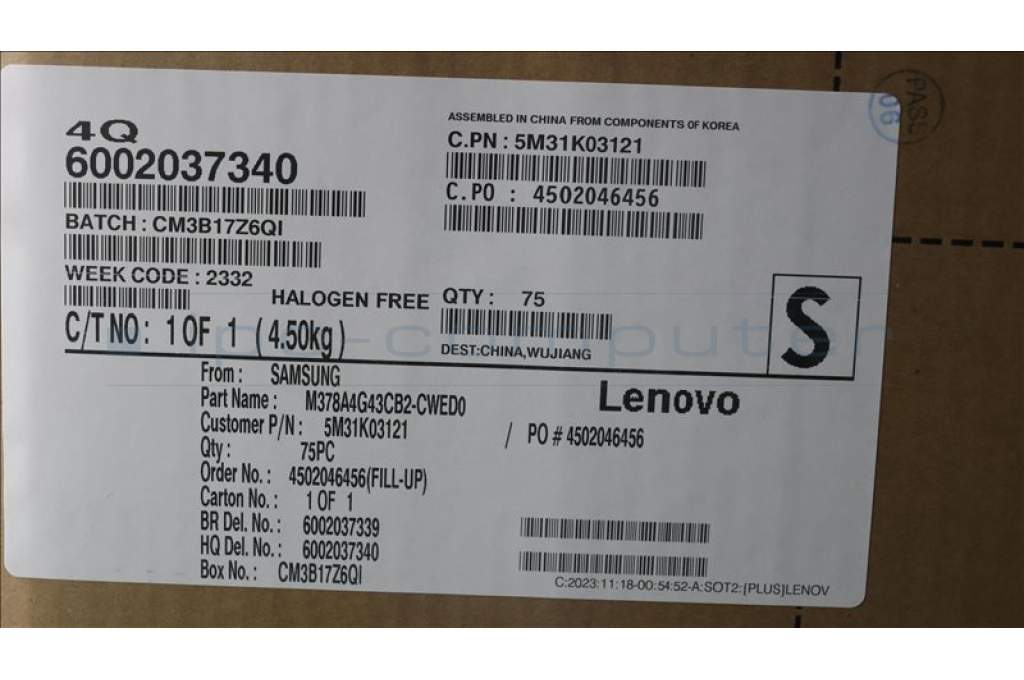 4Q
6002037340
BATCH : CM3B17Z6QI
WEEK CODE : 2332
HALOGEN FREE
C/T NO: 1 OF 1 (4.50kg)
ASSEMBLED IN CHINA FROM COMPONENTS OF KOREA
C.PN : 5M31K03121
C.PO : 4502046456
QTY : 75
DEST:CHINA,WUJIANG
S
From : SAMSUNG
Part Name : M378A4G43CB2-CWED0
Customer P/N : 5M31K03121
Qty : 75PC
Order No. : 4502046456(FILL-UP)
Carton No. : 1 OF 1
BR Del. No. : 6002037339
HQ Del. No. : 6002037340
Box No. : CM3B17Z6QI
Lenovo
/ PO # 4502046456
C:2023:11:18-00:54:52-A:SOT2:[PLUS]LENOV
PASE
06
computer